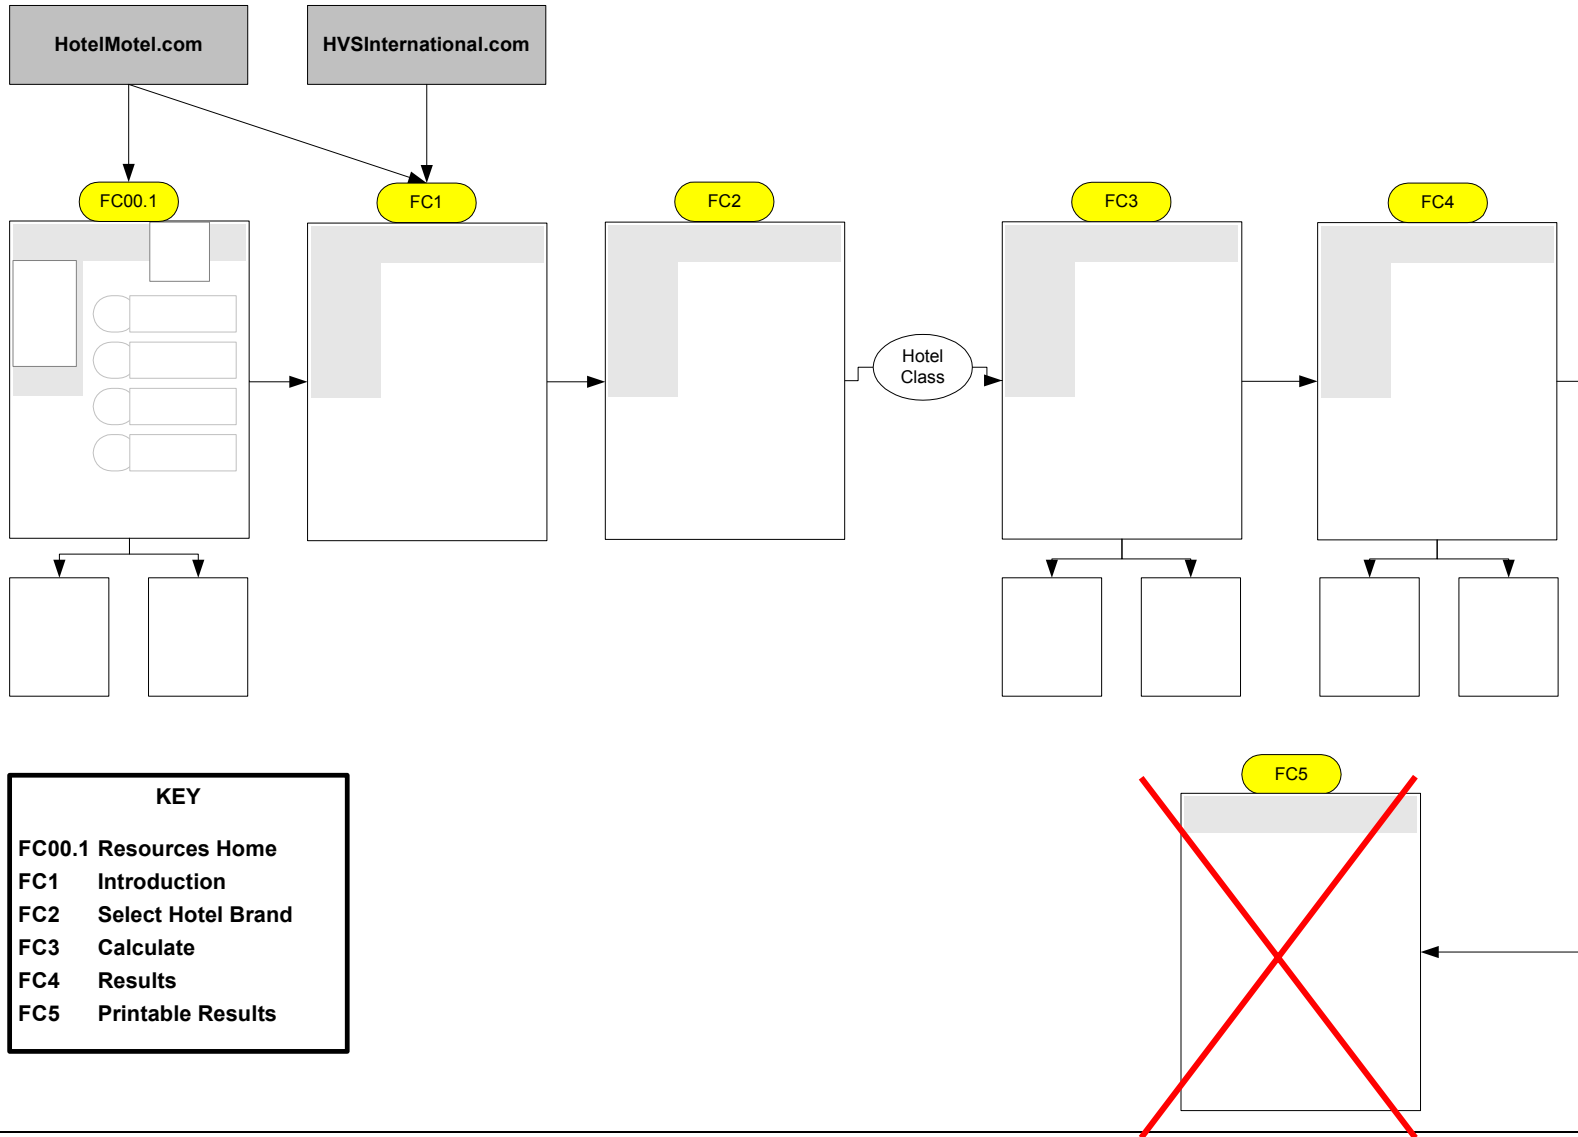 HotelMotel.com
HVSInternational.com
FC00.1
FC1
FC2
FC3
FC4
Hotel
Class
FC5
KEY
FC00.1 Resources Home
FC1 Introduction
FC2 Select Hotel Brand
FC3 Calculate
FC4 Results
FC5 Printable Results